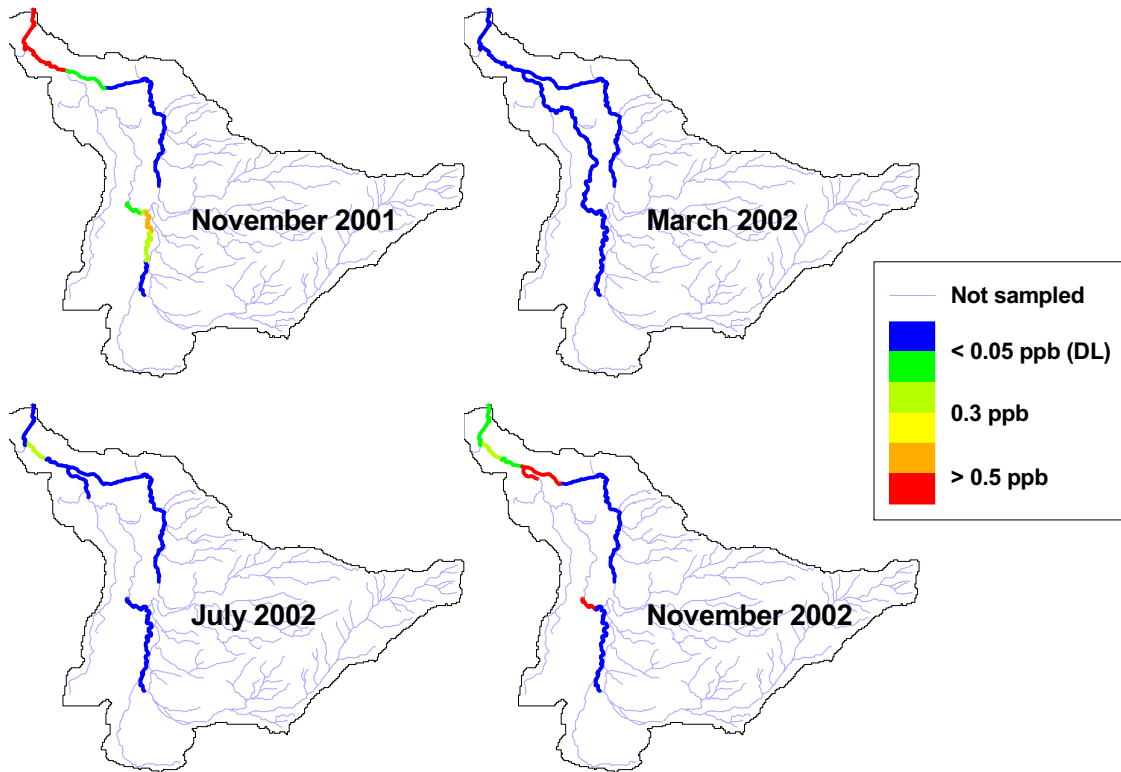 November 2001
March 2002
Not sampled
< 0.05 ppb (DL)
0.3 ppb
> 0.5 ppb
July 2002
November 2002